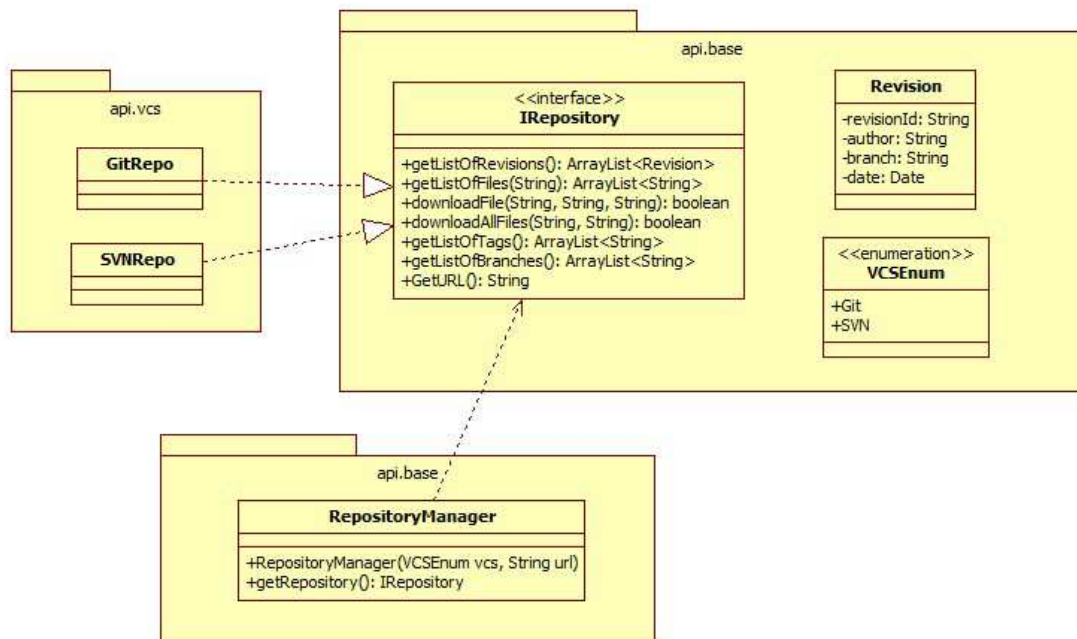 api.base
api.vcs
GitRepo
SVNRepo
<<interface>>
IRepository
+getListOfRevisions(): ArrayList<Revision>
+getListOfFiles(String): ArrayList<String>
+downloadFile(String, String, String): boolean
+downloadAllFiles(String, String): boolean
+getListOfTags(): ArrayList<String>
+getListOfBranches(): ArrayList<String>
+GetURL(): String
Revision
-revisionId: String
-author: String
-branch: String
-date: Date
<<enumeration>>
VCSEnum
+Git
+SVN
api.base
RepositoryManager
+RepositoryManager(VCSEnum vcs, String url)
+getRepository(): IRepository